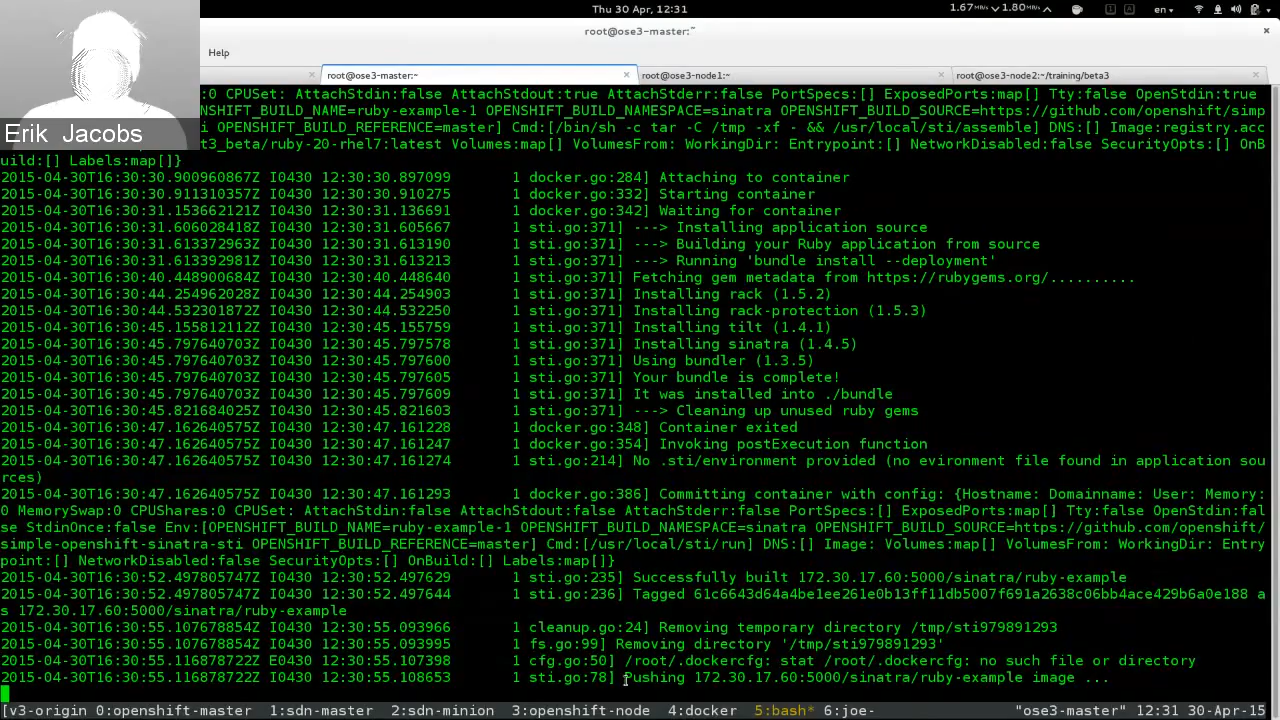 Thu 30 Apr, 12:31
1.67 MB/s 1.80 MB/s
en
root@ose3-master:~
Help
root@ose3-master:~
root@ose3-node1:~
root@ose3-node2:~/training/beta3
Erik Jacobs
:0 CPUSet: AttachStdin:false AttachStdout:true AttachStderr:false PortSpecs:[] ExposedPorts:map[] Tty:false OpenStdin:true
OPENSHIFT_BUILD_NAME=ruby-example-1 OPENSHIFT_BUILD_NAMESPACE=sinatra OPENSHIFT_BUILD_SOURCE=https://github.com/openshift/simp
i OPENSHIFT_BUILD_REFERENCE=master] Cmd:[/bin/sh -c tar -C /tmp -xf - && /usr/local/sti/assemble] DNS:[] Image:registry.acc
t3_beta/ruby-20-rhel7:latest Volumes:map[] VolumesFrom: WorkingDir: Entrypoint:[] NetworkDisabled:false SecurityOpts:[] OnB
uild:[] Labels:map[]}
2015-04-30T16:30:30.900960867Z I0430 12:30:30.897099 1 docker.go:284] Attaching to container
2015-04-30T16:30:30.911310357Z I0430 12:30:30.910275 1 docker.go:332] Starting container
2015-04-30T16:30:31.153662121Z I0430 12:30:31.136691 1 docker.go:342] Waiting for container
2015-04-30T16:30:31.606028418Z I0430 12:30:31.605667 1 sti.go:371] ---> Installing application source
2015-04-30T16:30:31.613372963Z I0430 12:30:31.613190 1 sti.go:371] ---> Building your Ruby application from source
2015-04-30T16:30:31.613392981Z I0430 12:30:31.613213 1 sti.go:371] ---> Running 'bundle install --deployment'
2015-04-30T16:30:40.448900684Z I0430 12:30:40.448640 1 sti.go:371] Fetching gem metadata from https://rubygems.org/..........
2015-04-30T16:30:44.254962028Z I0430 12:30:44.254903 1 sti.go:371] Installing rack (1.5.2)
2015-04-30T16:30:44.532301872Z I0430 12:30:44.532250 1 sti.go:371] Installing rack-protection (1.5.3)
2015-04-30T16:30:45.155812112Z I0430 12:30:45.155759 1 sti.go:371] Installing tilt (1.4.1)
2015-04-30T16:30:45.797640703Z I0430 12:30:45.797578 1 sti.go:371] Installing sinatra (1.4.5)
2015-04-30T16:30:45.797640703Z I0430 12:30:45.797600 1 sti.go:371] Using bundler (1.3.5)
2015-04-30T16:30:45.797640703Z I0430 12:30:45.797605 1 sti.go:371] Your bundle is complete!
2015-04-30T16:30:45.797640703Z I0430 12:30:45.797609 1 sti.go:371] It was installed into ./bundle
2015-04-30T16:30:45.821684025Z I0430 12:30:45.821603 1 sti.go:371] ---> Cleaning up unused ruby gems
2015-04-30T16:30:47.162640575Z I0430 12:30:47.161228 1 docker.go:348] Container exited
2015-04-30T16:30:47.162640575Z I0430 12:30:47.161247 1 docker.go:354] Invoking postExecution function
2015-04-30T16:30:47.162640575Z I0430 12:30:47.161274 1 sti.go:214] No .sti/environment provided (no evironment file found in application sou
rces)
2015-04-30T16:30:47.162640575Z I0430 12:30:47.161293 1 docker.go:386] Committing container with config: {Hostname: Domainname: User: Memory:
0 MemorySwap:0 CPUShares:0 CPUSet: AttachStdin:false AttachStdout:false AttachStderr:false PortSpecs:[] ExposedPorts:map[] Tty:false OpenStdin:fal
se StdinOnce:false Env:[OPENSHIFT_BUILD_NAME=ruby-example-1 OPENSHIFT_BUILD_NAMESPACE=sinatra OPENSHIFT_BUILD_SOURCE=https://github.com/openshift/
simple-openshift-sinatra-sti OPENSHIFT_BUILD_REFERENCE=master] Cmd:[/usr/local/sti/run] DNS:[] Image: Volumes:map[] VolumesFrom: WorkingDir: Entry
point:[] NetworkDisabled:false SecurityOpts:[] OnBuild:[] Labels:map[]}
2015-04-30T16:30:52.497805747Z I0430 12:30:52.497629 1 sti.go:235] Successfully built 172.30.17.60:5000/sinatra/ruby-example
2015-04-30T16:30:52.497805747Z I0430 12:30:52.497644 1 sti.go:236] Tagged 61c6643d64a4be1ee261e0b13ff11db5007f691a2638c06bb4ace429b6a0e188 a
s 172.30.17.60:5000/sinatra/ruby-example
2015-04-30T16:30:55.107678854Z I0430 12:30:55.093966 1 cleanup.go:24] Removing temporary directory /tmp/sti979891293
2015-04-30T16:30:55.116878722Z I0430 12:30:55.093995 1 fs.go:99] Removing directory '/tmp/sti979891293'
2015-04-30T16:30:55.116878722Z E0430 12:30:55.107398 1 cfg.go:50] /root/.dockercfg: stat /root/.dockercfg: no such file or directory
2015-04-30T16:30:55.116878722Z I0430 12:30:55.108653 1 sti.go:78] Pushing 172.30.17.60:5000/sinatra/ruby-example image ...
[v3-origin 0:openshift-master 1:sdn-master 2:sdn-minion 3:openshift-node 4:docker 5:bash* 6:joe- "ose3-master" 12:31 30-Apr-15